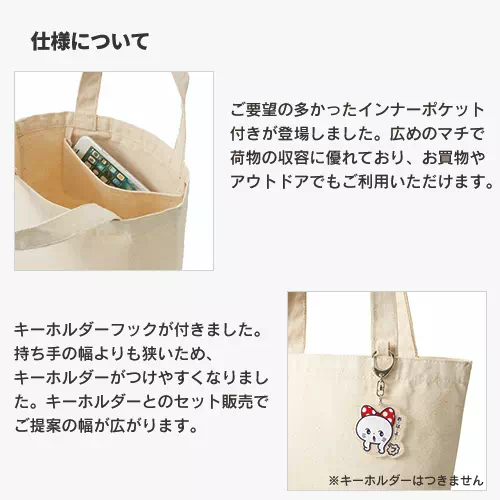 仕様について
ご要望の多かったインナーポケット
付きが登場しました。広めのマチで
荷物の収容に優れており、お買物や
アウトドアでもご利用いただけます。
キーホルダーフックが付きました。
持ち手の幅よりも狭いため、
キーホルダーがつけやすくなりまし
た。キーホルダーとのセット販売で
ご提案の幅が広がります。
※キーホルダーはつきません